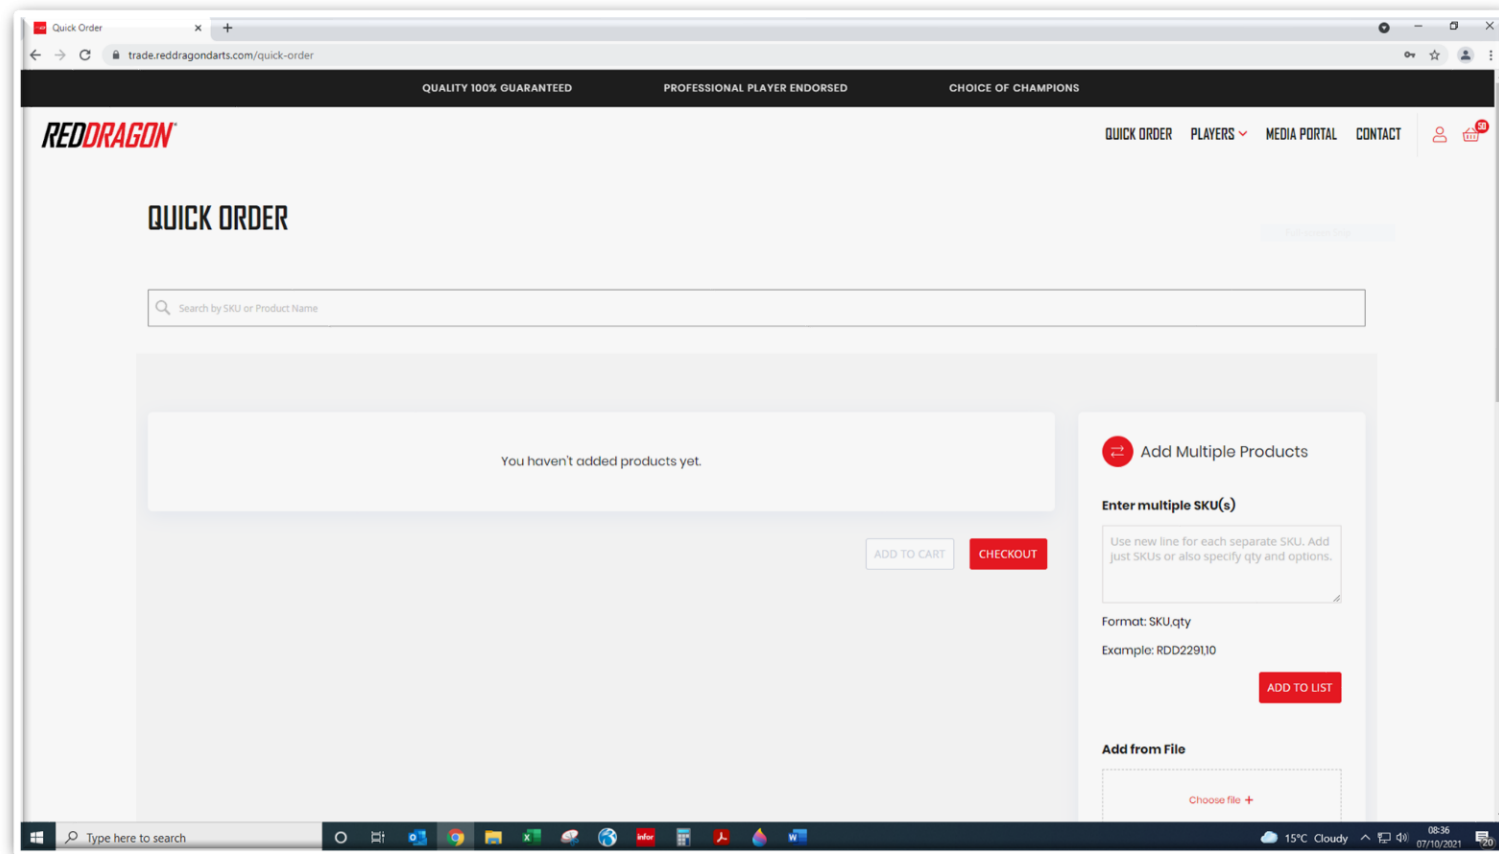 Quick Order
trade.reddragondarts.com/quick-order
QUALITY 100% GUARANTEED
PROFESSIONAL PLAYER ENDORSED
CHOICE OF CHAMPIONS
REDDRAGON
QUICK ORDER
PLAYERS
MEDIA PORTAL
CONTACT
50
QUICK ORDER
Search by SKU or Product Name
You haven't added products yet.
ADD TO CART
CHECKOUT
Add Multiple Products
Enter multiple SKU(s)
Use new line for each separate SKU. Add
just SKUs or also specify qty and options.
Format: SKU,qty
Example: RDD2291,10
ADD TO LIST
Add from File
Choose file +
Type here to search
infor
15°C Cloudy
08:36
07/10/2021
20